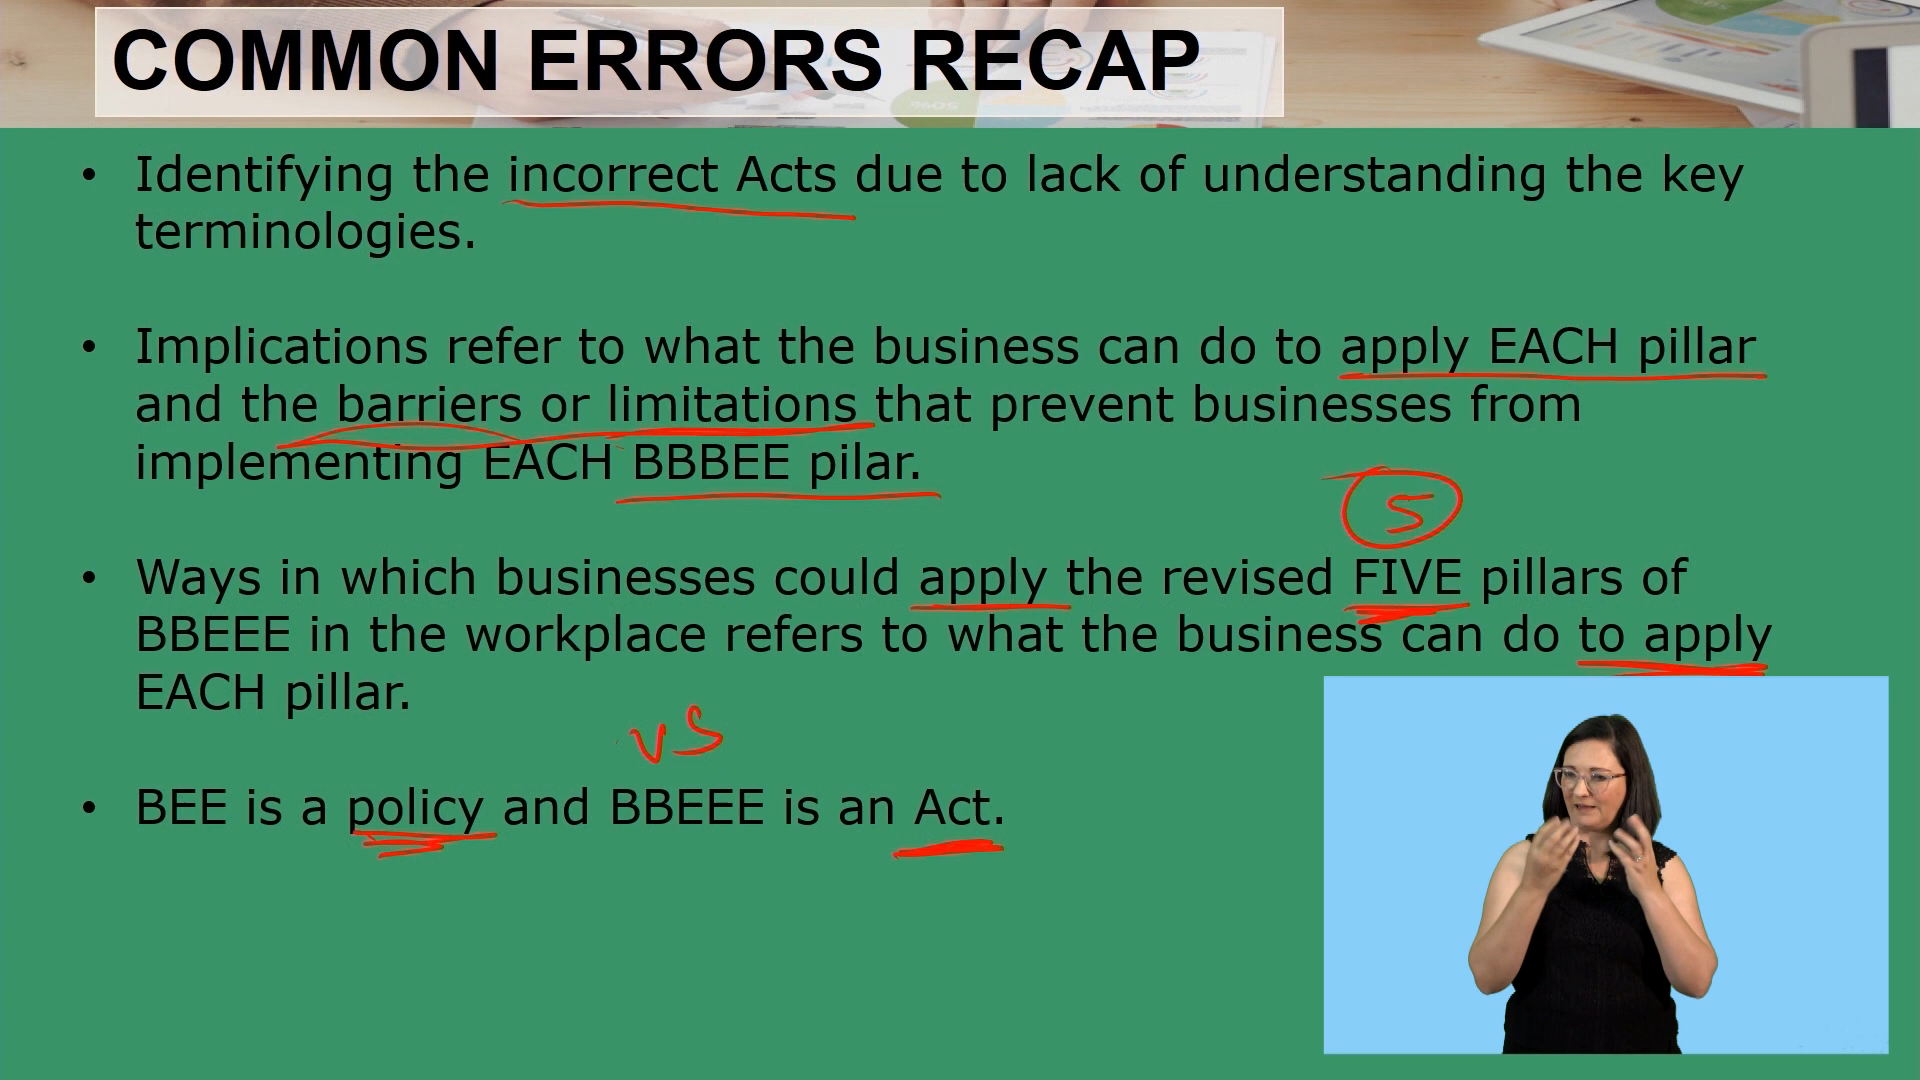 COMMON ERRORS RECAP
• Identifying the incorrect Acts due to lack of understanding the key
terminologies.
• Implications refer to what the business can do to apply EACH pillar
and the barriers or limitations that prevent businesses from
implementing EACH BBBEE pilar.
5
• Ways in which businesses could apply the revised FIVE pillars of
BBEEE in the workplace refers to what the business can do to apply
EACH pillar.
vs
• BEE is a policy and BBEEE is an Act.